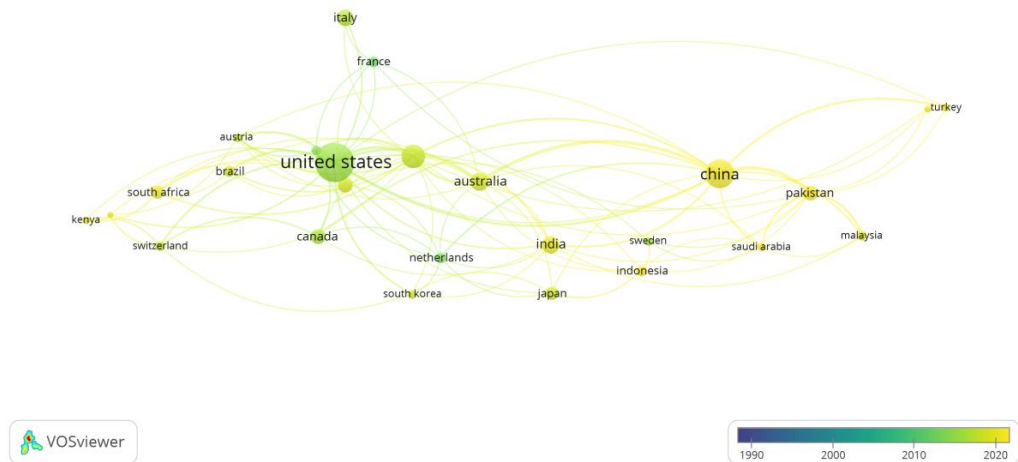 italy
france
turkey
austria
united states
brazil
australia
china
south africa
pakistan
kenya
canada
switzerland
india
sweden
saudi arabia
malaysia
netherlands
indonesia
south korea
japan
VOSviewer
1990 2000 2010 2020